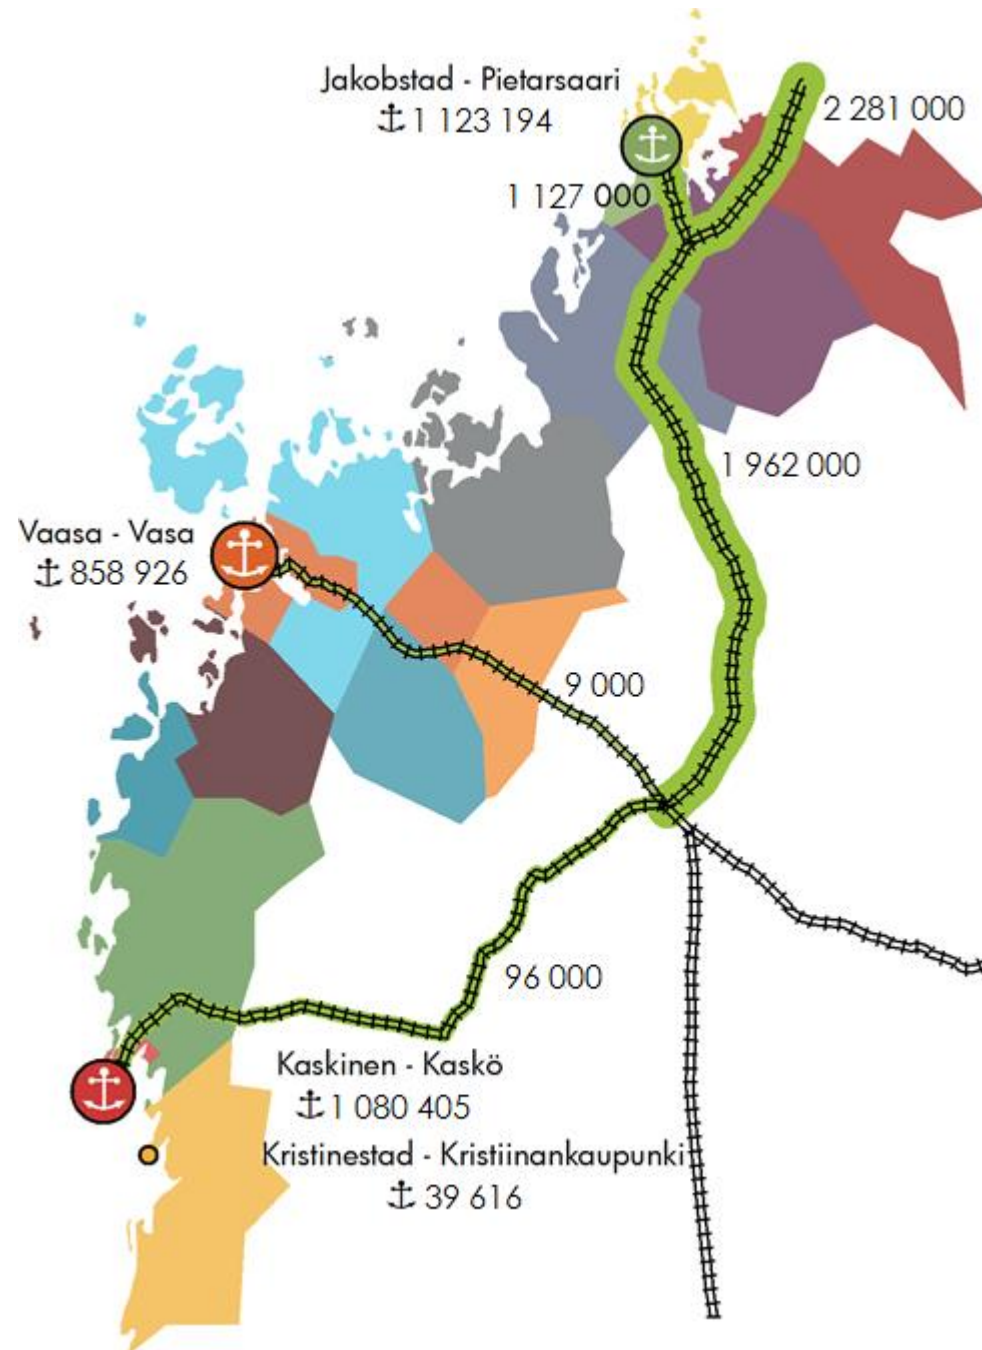 Jakobstad - Pietarsaari
1 123 194
2 281 000
1 127 000
1 962 000
Vaasa - Vasa
858 926
9 000
96 000
Kaskinen - Kaskö
1 080 405
Kristinestad - Kristiinankaupunki
39 616